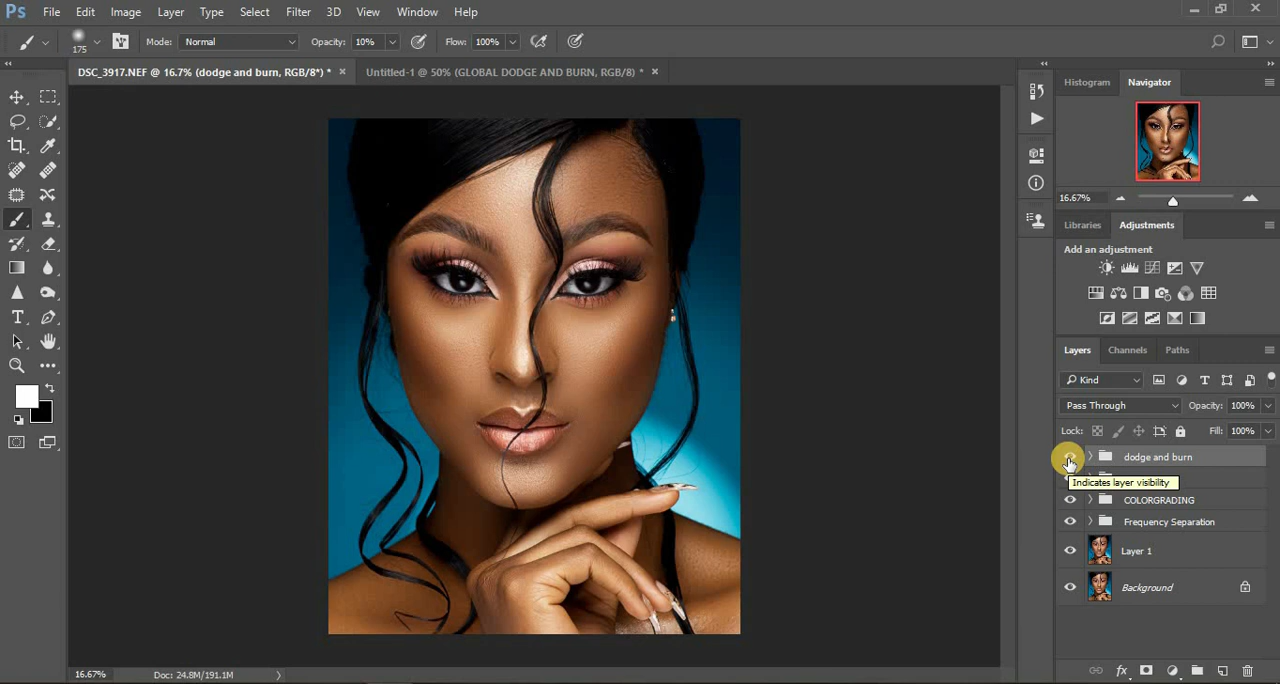 Ps File Edit Image Layer Type Select Filter 3D View Window Help
175 Mode: Normal Opacity: 10% Flow: 100%
DSC_3917.NEF @ 16.7% (dodge and burn, RGB/8*) * × Untitled-1 @ 50% (GLOBAL DODGE AND BURN, RGB/8) * ×
Histogram Navigator
16.67%
Libraries Adjustments
Add an adjustment
Layers Channels Paths
Kind
Pass Through Opacity: 100%
Lock: Fill: 100%
dodge and burn
Indicates layer visibility
COLORGRADING
Frequency Separation
Layer 1
Background
16.67% Doc: 24.8M/191.1M